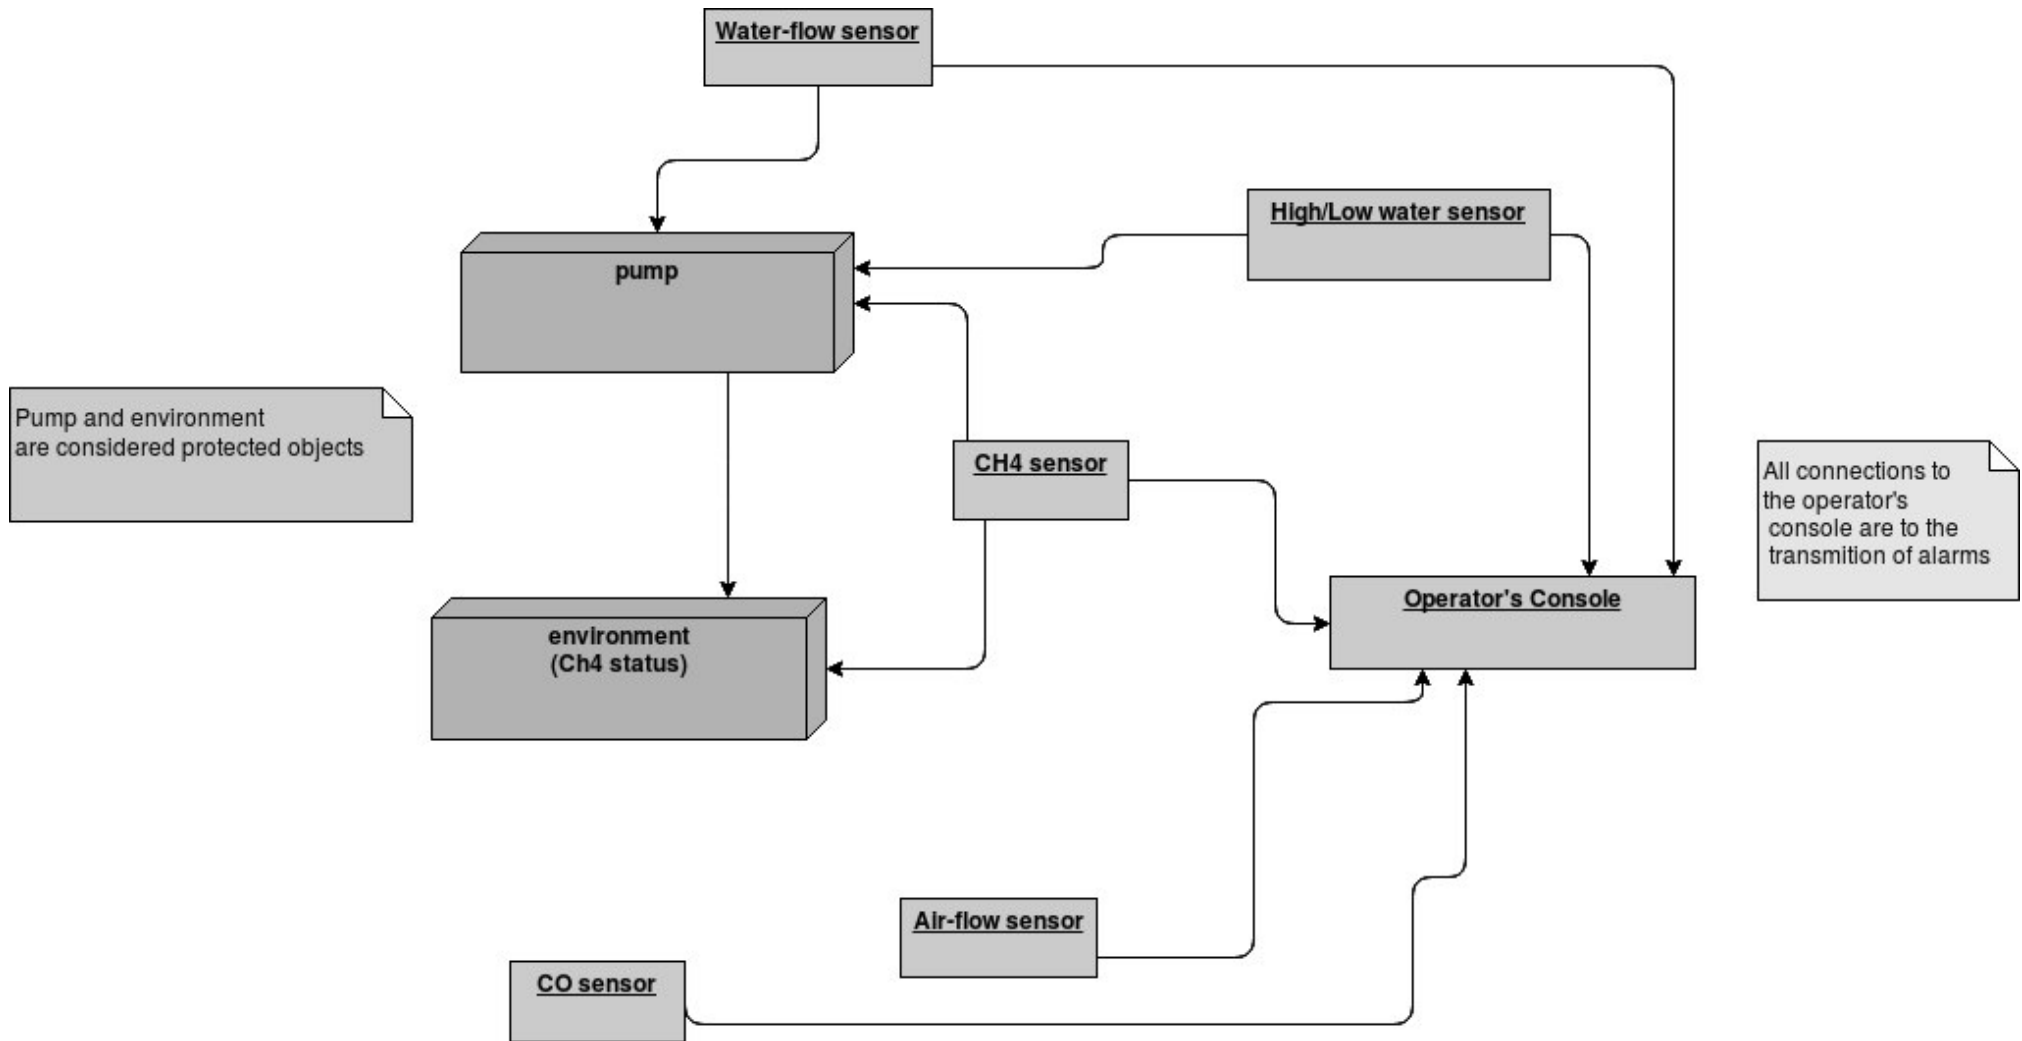 Water-flow sensor
High/Low water sensor
pump
Pump and environment
are considered protected objects
CH4 sensor
All connections to
the operator's
console are to the
transmition of alarms
Operator's Console
environment
(Ch4 status)
Air-flow sensor
CO sensor